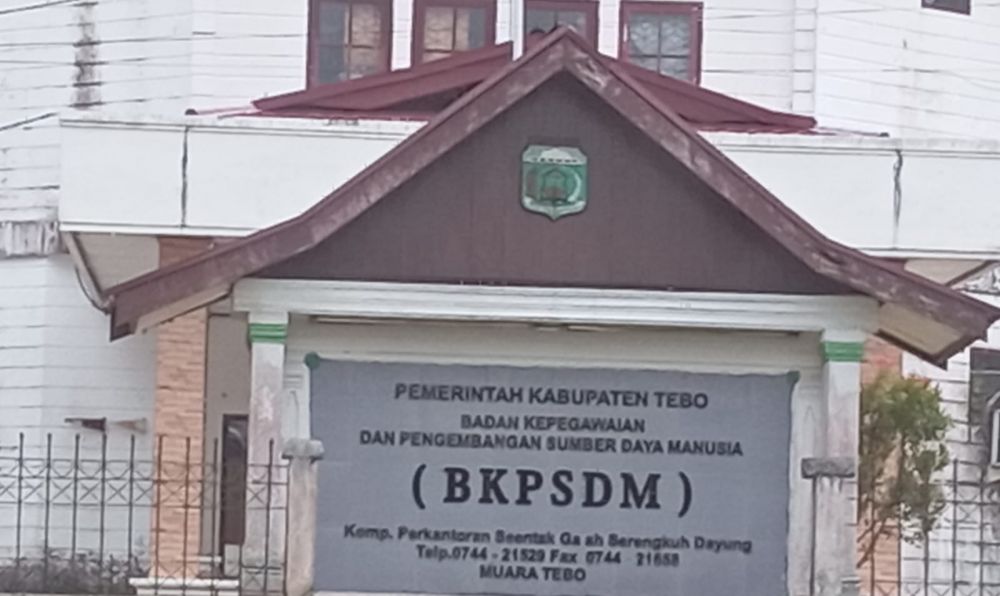 PEMERINTAH KABUPATEN TEBO
BADAN KEPEGAWAIAN
DAN PENGEMBANGAN SUMBER DAYA MANUSIA
( BKPSDM )
Komp. Perkantoran Seentak Ga ah Serengkuh Dayung
Telp.0744 - 21529 Fax 0744 21658
MUARA TEBO